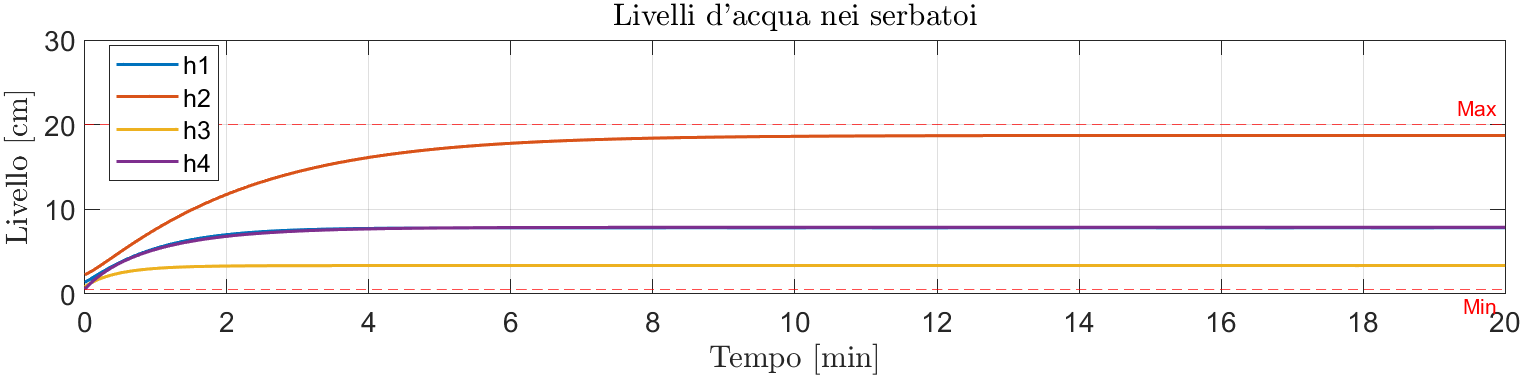 Livelli d'acqua nei serbatoi
Livello [cm]
30
20
10
0
h1
h2
h3
h4
Max
Min
0 2 4 6 8 10 12 14 16 18 20
Tempo [min]